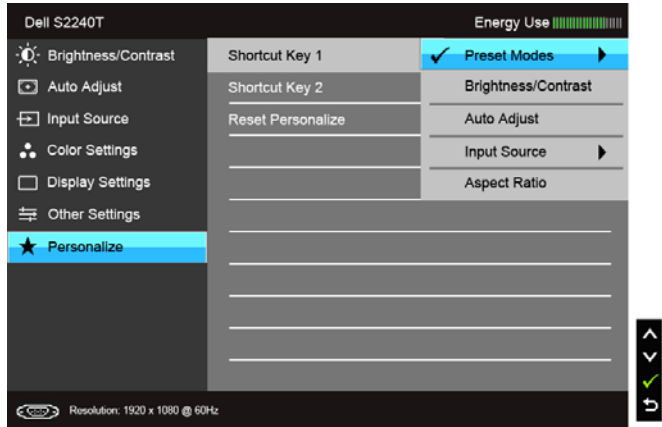 Dell S2240T
Energy Use
Brightness/Contrast
Auto Adjust
Input Source
Color Settings
Display Settings
Other Settings
Personalize
Shortcut Key 1
Shortcut Key 2
Reset Personalize
Preset Modes
Brightness/Contrast
Auto Adjust
Input Source
Aspect Ratio
Resolution: 1920 x 1080 @ 60Hz